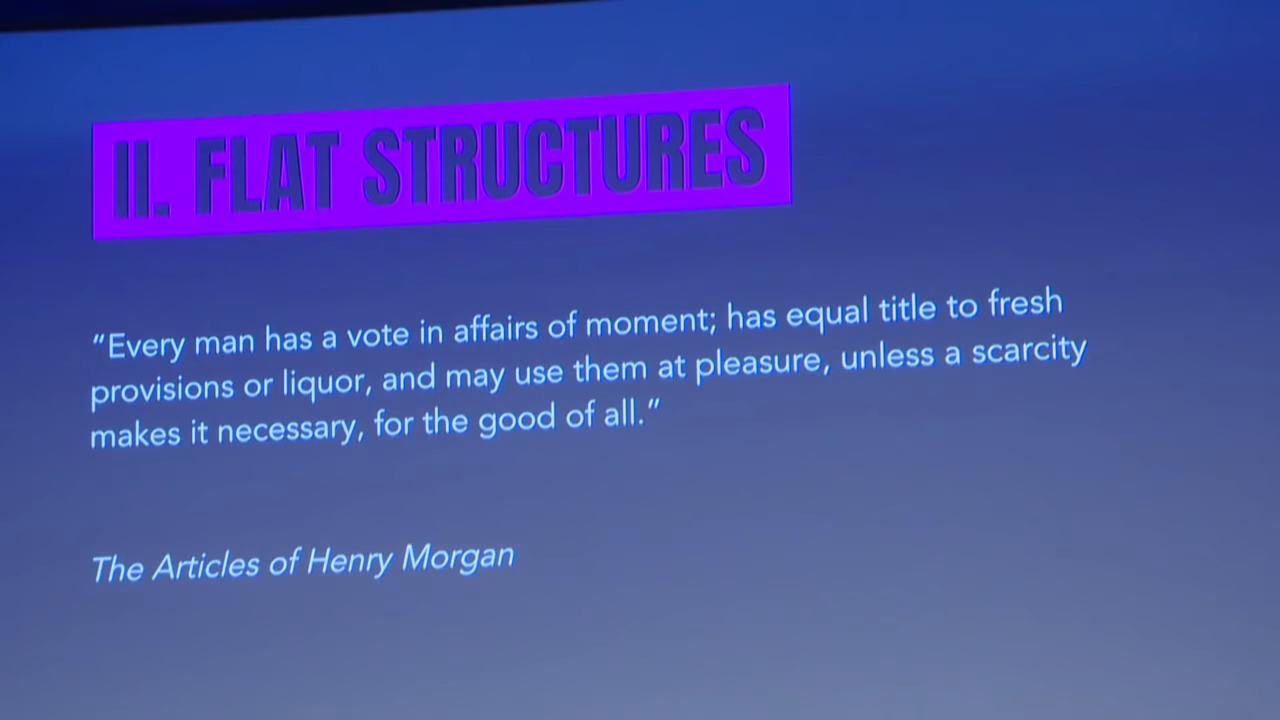 II. FLAT STRUCTURES
“Every man has a vote in affairs of moment; has equal title to fresh
provisions or liquor, and may use them at pleasure, unless a scarcity
makes it necessary, for the good of all.”
The Articles of Henry Morgan